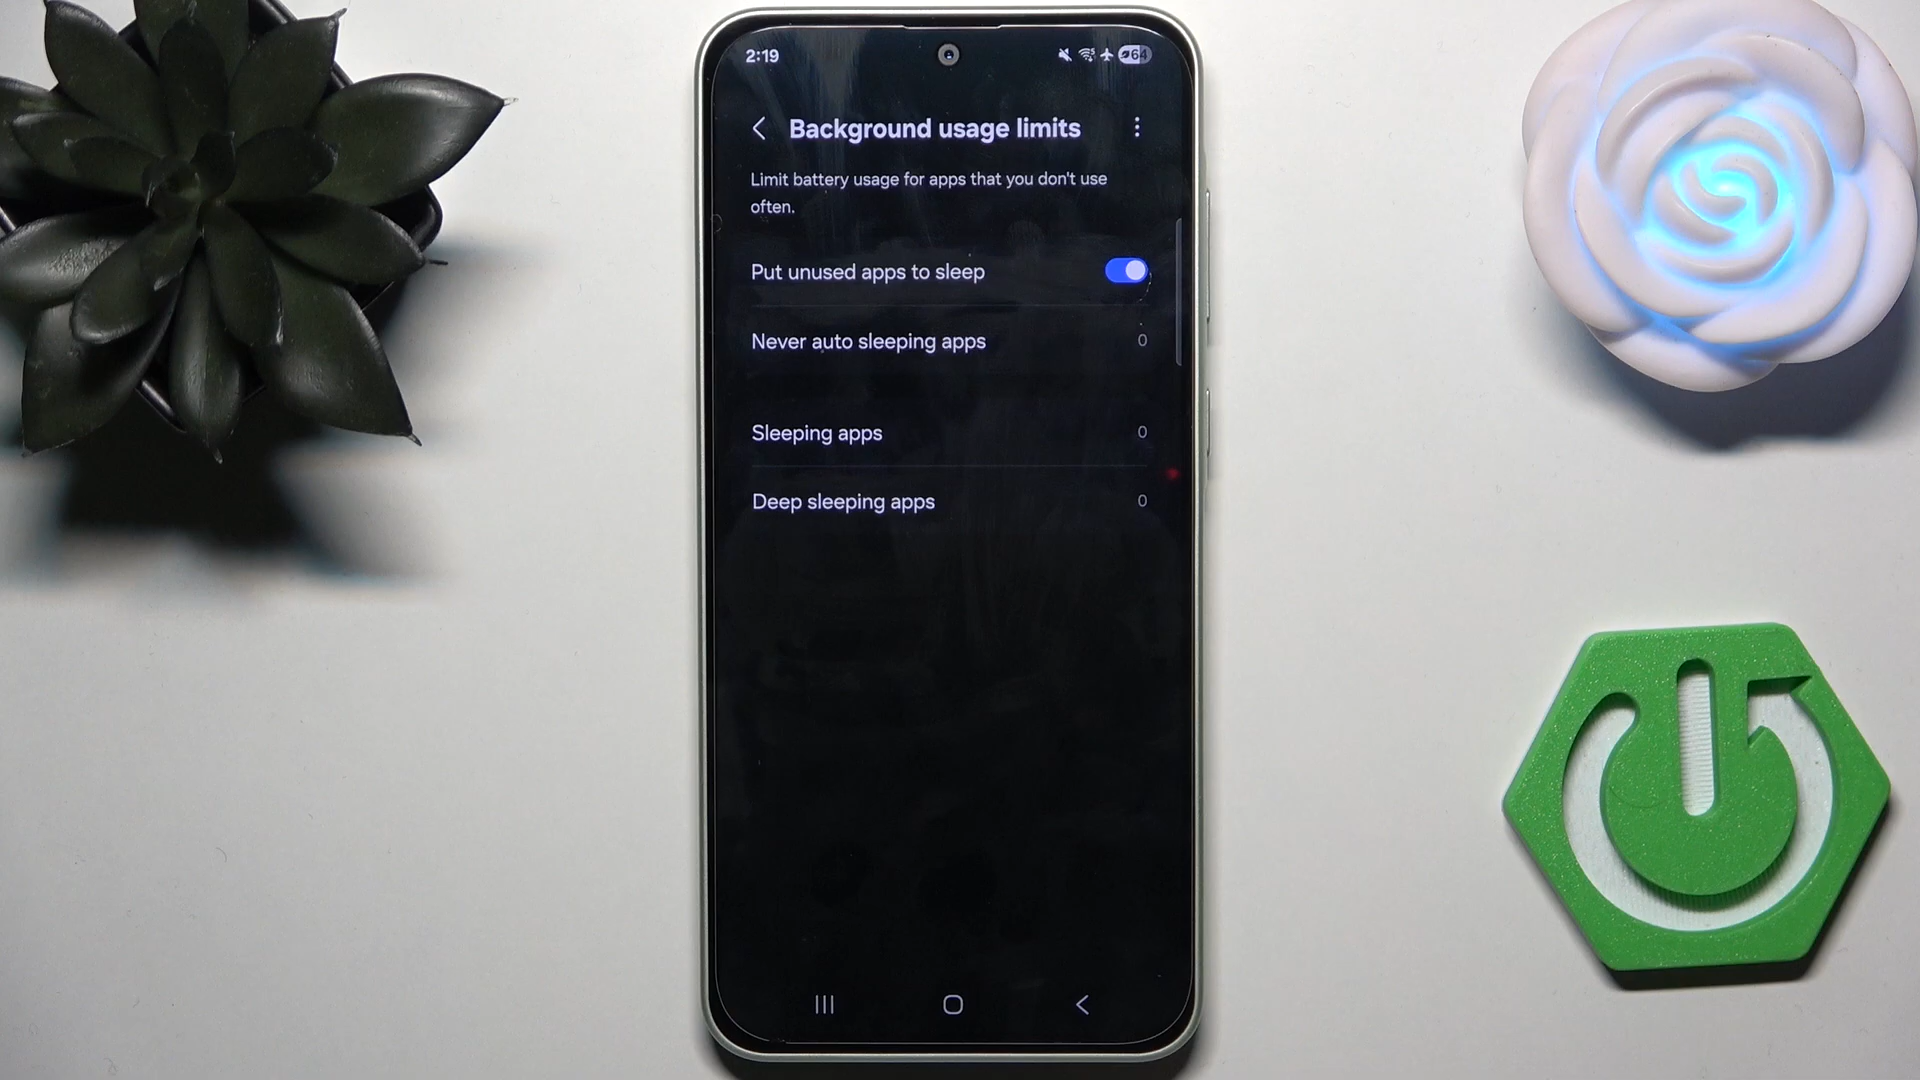 2:19
64
Background usage limits
Limit battery usage for apps that you don't use
often.
Put unused apps to sleep
Never auto sleeping apps 0
Sleeping apps 0
Deep sleeping apps 0